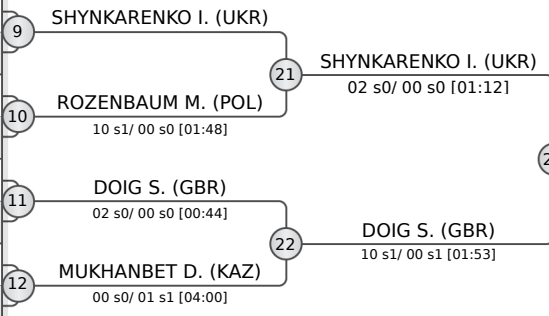 9
SHYNKARENKO I. (UKR)
21
SHYNKARENKO I. (UKR)
02 s0/ 00 s0 [01:12]
10
ROZENBAUM M. (POL)
10 s1/ 00 s0 [01:48]
11
DOIG S. (GBR)
02 s0/ 00 s0 [00:44]
22
DOIG S. (GBR)
10 s1/ 00 s1 [01:53]
12
MUKHANBET D. (KAZ)
00 s0/ 01 s1 [04:00]